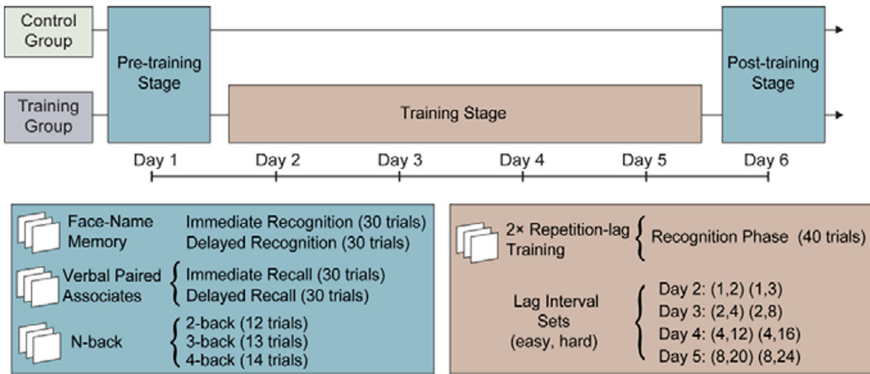 Control
Group
Pre-training
Stage
Post-training
Stage
Training
Group
Training Stage
Day 1
Day 2
Day 3
Day 4
Day 5
Day 6
Face-Name
Memory
Immediate Recognition (30 trials)
Delayed Recognition (30 trials)
Verbal Paired
Associates
Immediate Recall (30 trials)
Delayed Recall (30 trials)
N-back
2-back (12 trials)
3-back (13 trials)
4-back (14 trials)
2× Repetition-lag
Training
Recognition Phase (40 trials)
Lag Interval
Sets
(easy, hard)
Day 2: (1,2) (1,3)
Day 3: (2,4) (2,8)
Day 4: (4,12) (4,16)
Day 5: (8,20) (8,24)